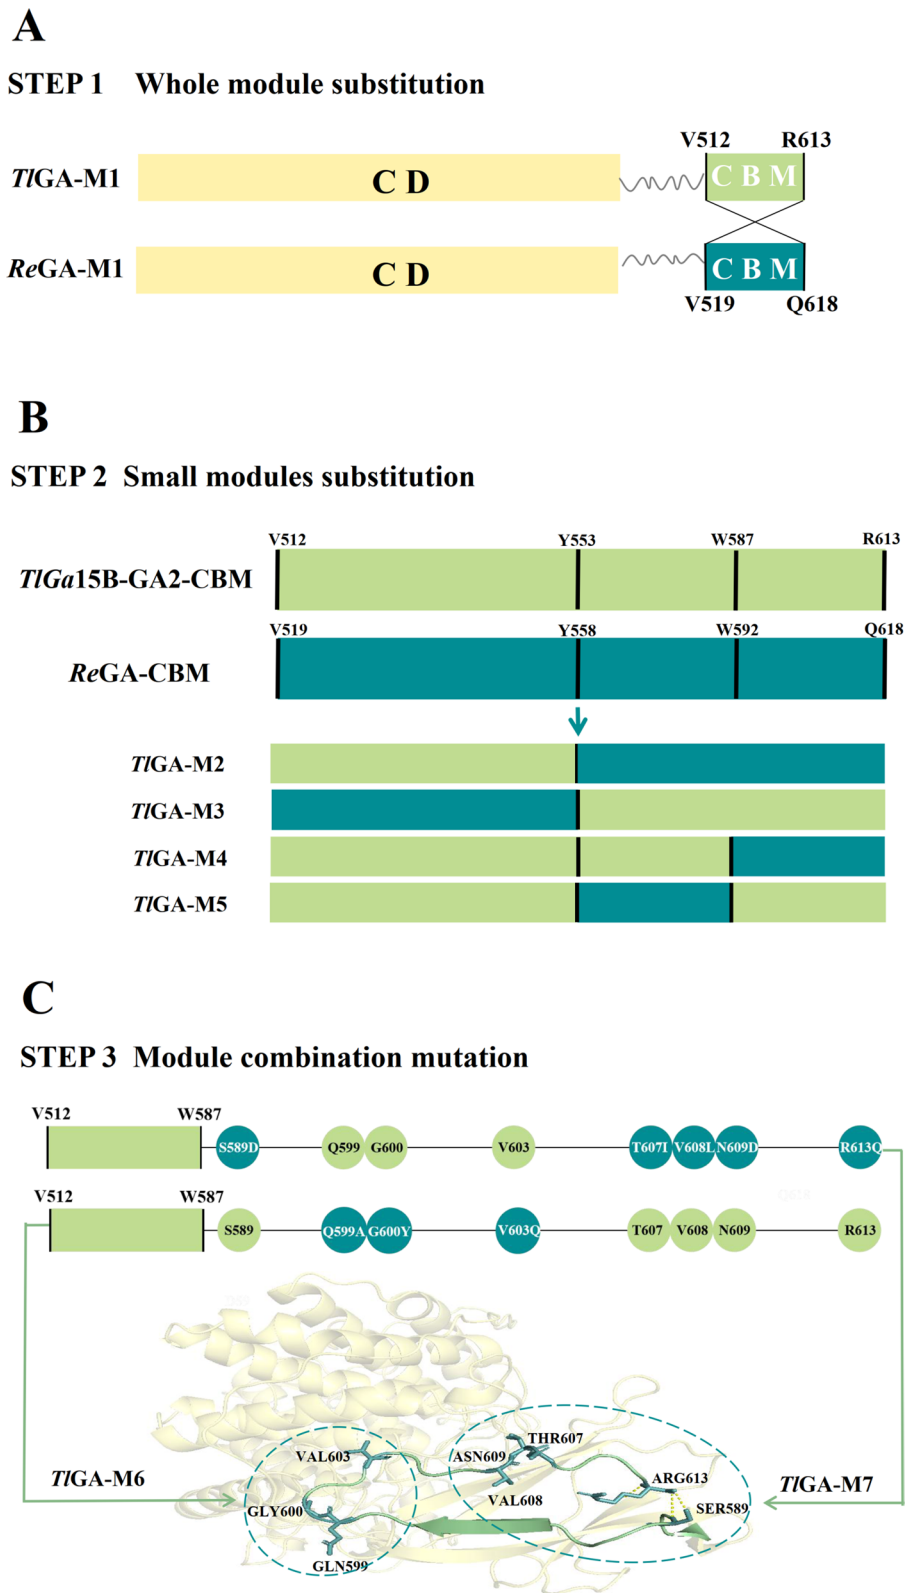 A
STEP 1 Whole module substitution
V512 R613
TlGA-M1 C D C B M
ReGA-M1 C D C B M
V519 Q618
B
STEP 2 Small modules substitution
V512 Y553 W587 R613
TlGa15B-GA2-CBM
V519 Y558 W592 Q618
ReGA-CBM
TlGA-M2
TlGA-M3
TlGA-M4
TlGA-M5
C
STEP 3 Module combination mutation
V512 W587
S589D Q599 G600 V603 T607I V608L N609D R613Q
V512 W587
S589 Q599A G600Y V603Q T607 V608 N609 R613
THR607
VAL603 ASN609
TlGA-M6 ARG613 TlGA-M7
VAL608
GLY600 SER589
GLN599